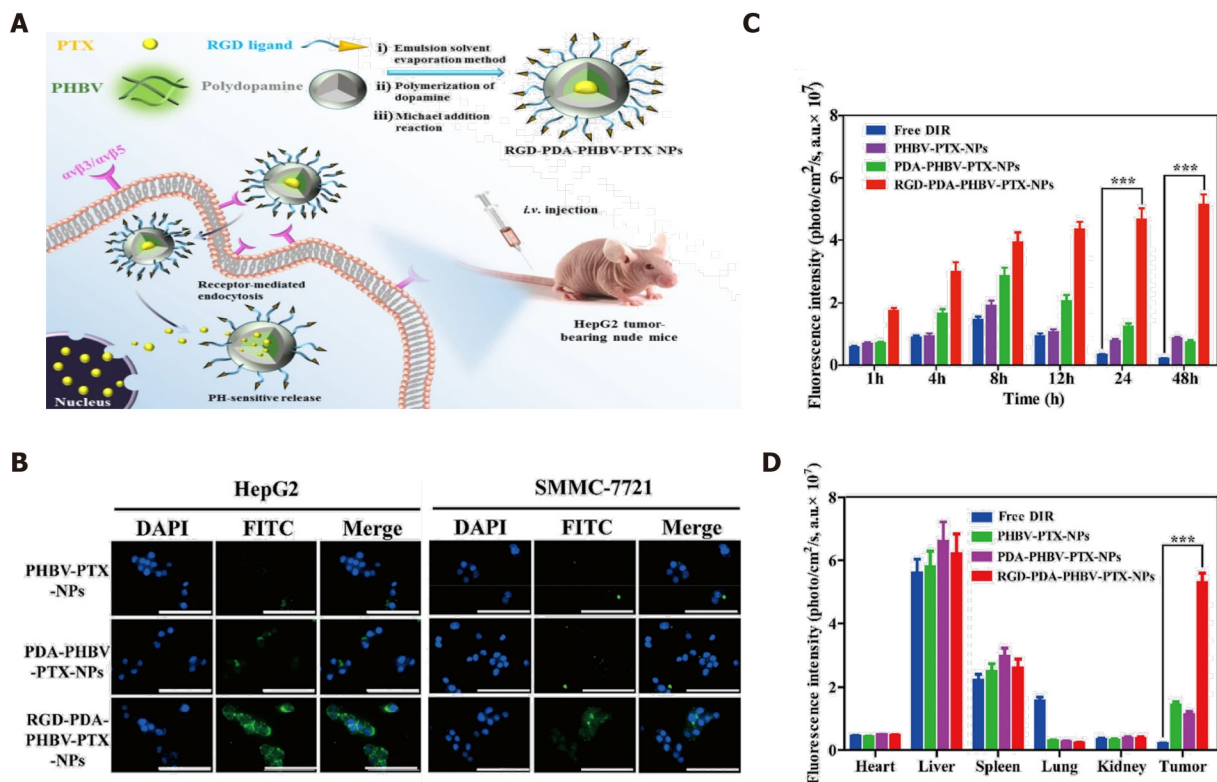 A
PTX
RGD ligand
PHBV
Polydopamine
i) Emulsion solvent
evaporation method
ii) Polymerization of
dopamine
iii) Michael addition
reaction
RGD-PDA-PHBV-PTX NPs
αvβ3/αvβ5
i.v. injection
Receptor-mediated
endocytosis
HepG2 tumor-
bearing nude mice
Nucleus
PH-sensitive release
B
HepG2
SMMC-7721
DAPI FITC Merge DAPI FITC Merge
PHBV-PTX
-NPs
PDA-PHBV
-PTX-NPs
RGD-PDA-
PHBV-PTX
-NPs
C
Fluorescence intensity (photo/cm²/s, a.u.× 10⁷)
8
6
4
2
0
Free DIR
PHBV-PTX-NPs
PDA-PHBV-PTX-NPs
RGD-PDA-PHBV-PTX-NPs
***
***
1h 4h 8h 12h 24 48h
Time (h)
D
Fluorescence intensity (photo/cm²/s, a.u.× 10⁷)
8
6
4
2
0
Free DIR
PHBV-PTX-NPs
PDA-PHBV-PTX-NPs
RGD-PDA-PHBV-PTX-NPs
***
Heart Liver Spleen Lung Kidney Tumor